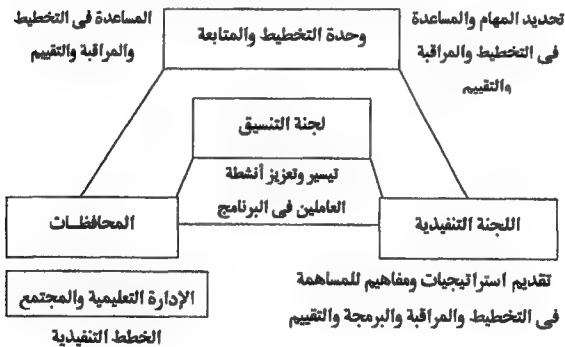 تحديد المهام والمساعدة
فى التخطيط والمراقبة
والتقييم
وحدة التخطيط والمتابعة
المساعدة فى التخطيط
والمراقبة والتقييم
لجنة التنسيق
تيسير وتعزيز أنشطة
العاملين فى البرنامج
اللجنة التنفيذية
المحافظــات
تقديم استراتيجيات ومفاهيم للمساهمة
فى التخطيط والمراقبة والبرمجة والتقييم
الإدارة التعليمية والمجتمع
الخطط التنفيذية